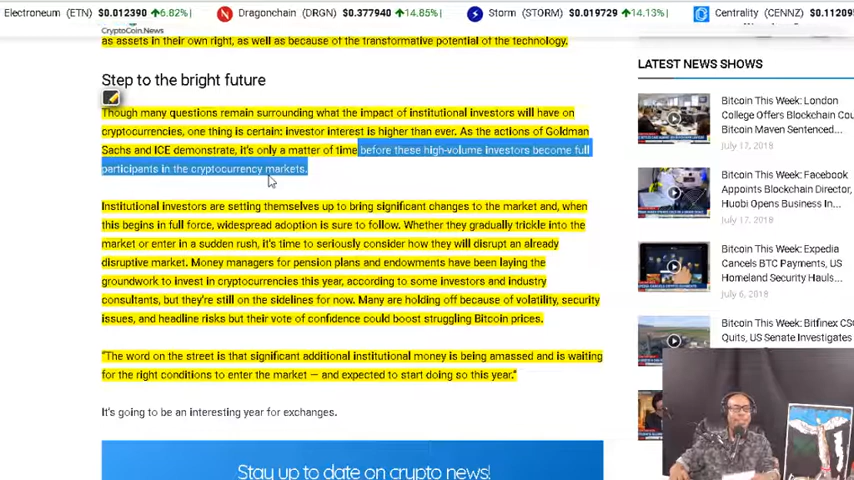 Electroneum (ETN) $0.012390 6.82%) Dragonchain (DRGN) $0.377940 14.85%) Storm (STORM) $0.019729 14.13%) Centrality (CENNZ) $0.11209
CryptoCoin.News
as assets in their own right, as well as because of the transformative potential of the technology.
Step to the bright future
Though many questions remain surrounding what the impact of institutional investors will have on
cryptocurrencies, one thing is certain: investor interest is higher than ever. As the actions of Goldman
Sachs and ICE demonstrate, it's only a matter of time before these high-volume investors become full
participants in the cryptocurrency markets.
Institutional investors are setting themselves up to bring significant changes to the market and, when
this begins in full force, widespread adoption is sure to follow. Whether they gradually trickle into the
market or enter in a sudden rush, it's time to seriously consider how they will disrupt an already
disruptive market. Money managers for pension plans and endowments have been laying the
groundwork to invest in cryptocurrencies this year, according to some investors and industry
consultants, but they're still on the sidelines for now. Many are holding off because of volatility, security
issues, and headline risks but their vote of confidence could boost struggling Bitcoin prices.
"The word on the street is that significant additional institutional money is being amassed and is waiting
for the right conditions to enter the market — and expected to start doing so this year."
It's going to be an interesting year for exchanges.
Stay up to date on crypto news!
LATEST NEWS SHOWS
Bitcoin This Week: London
College Offers Blockchain Cou
Bitcoin Maven Sentenced...
July 17, 2018
Bitcoin This Week: Facebook
Appoints Blockchain Director,
Huobi Opens Business In...
July 17, 2018
Bitcoin This Week: Expedia
Cancels BTC Payments, US
Homeland Security Hauls...
July 6, 2018
Bitcoin This Week: Bitfinex CS
Quits, US Senate Investigates